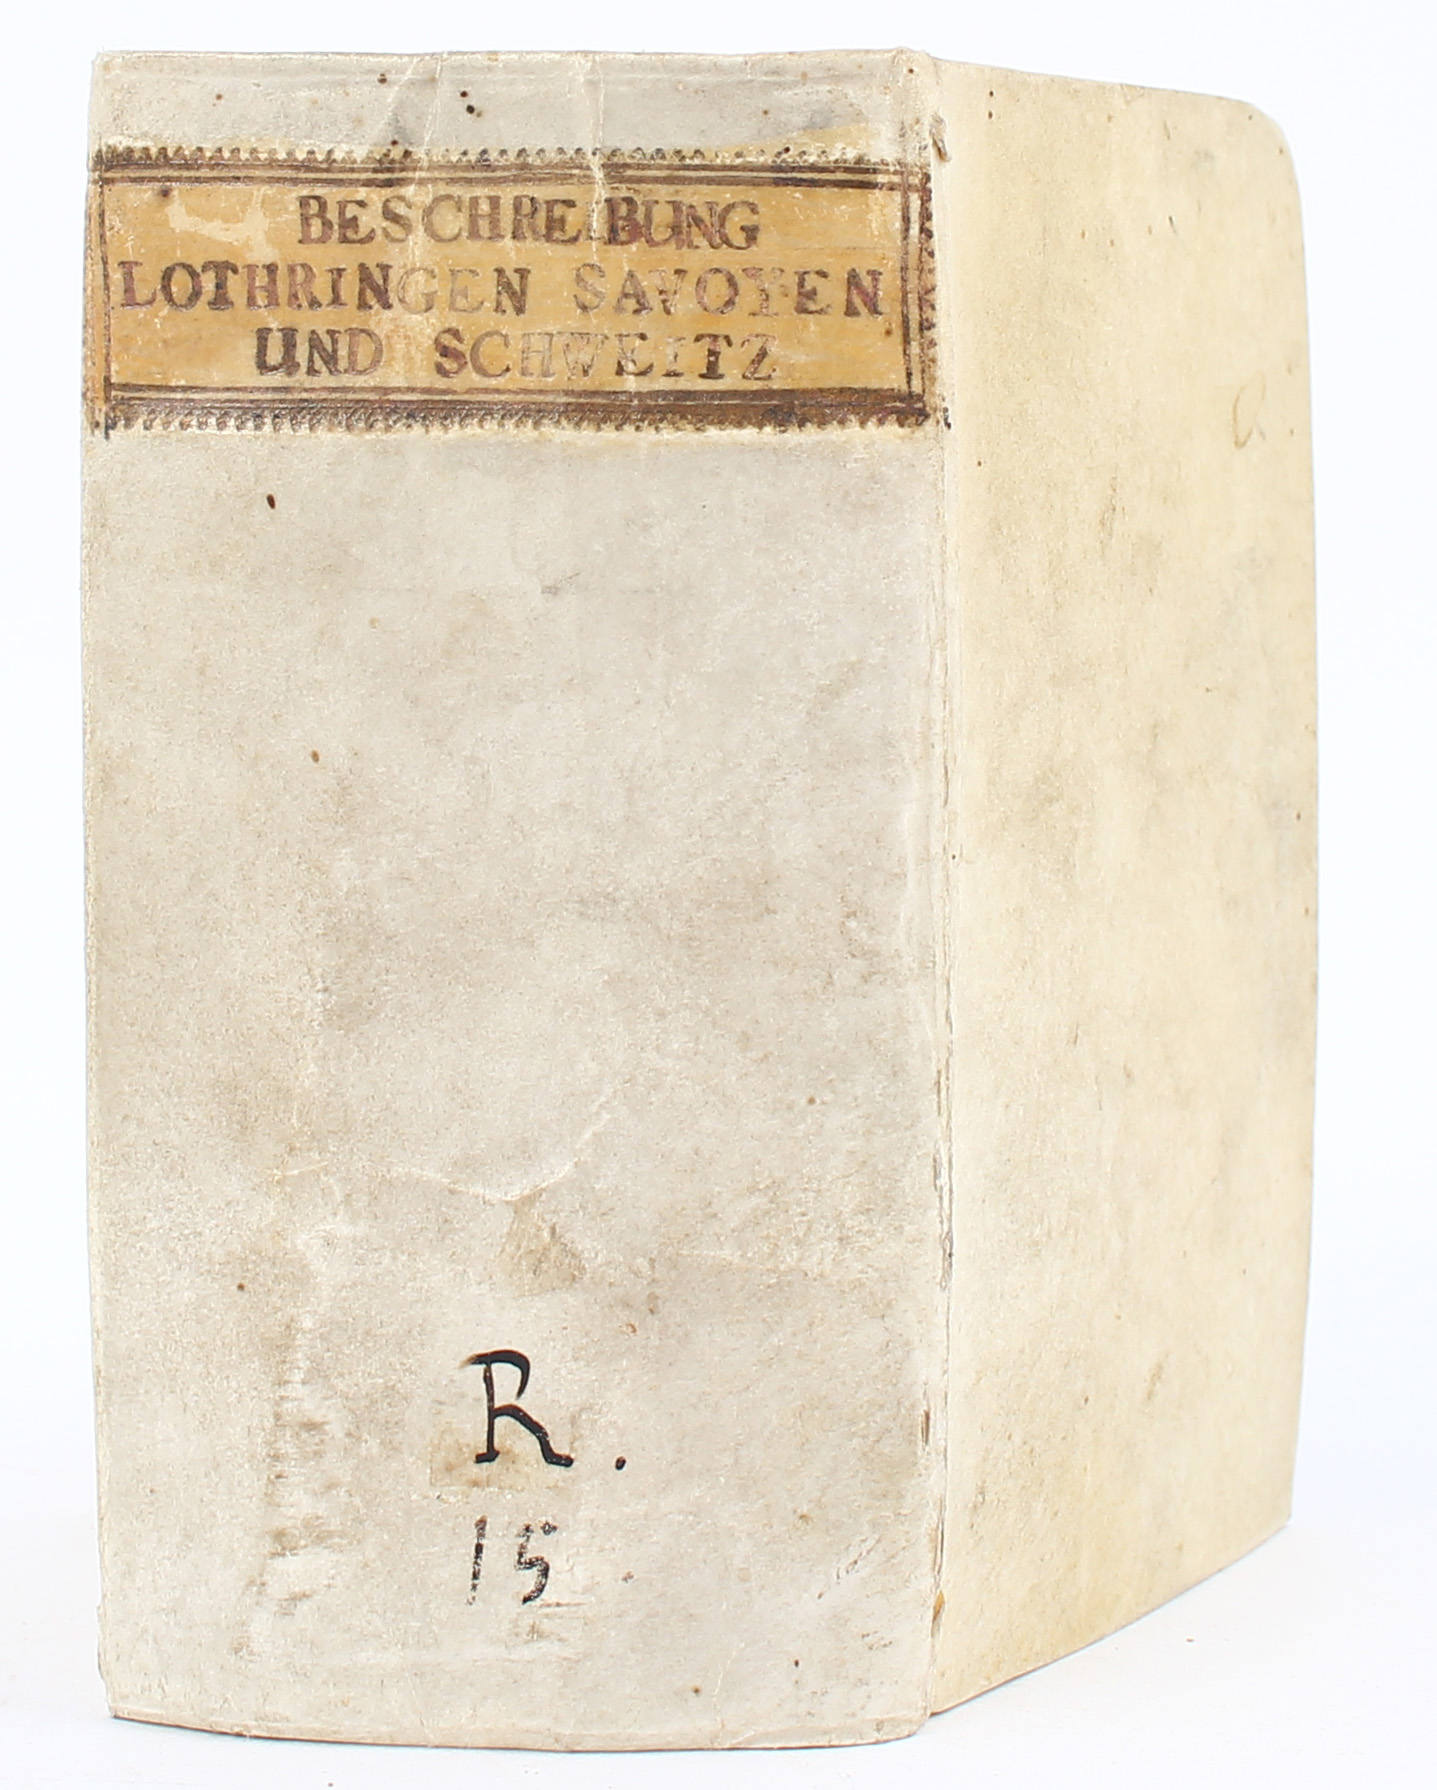 BESCHREIBUNG
LOTHRINGEN SAVOYEN
UND SCHWEITZ
R.
15